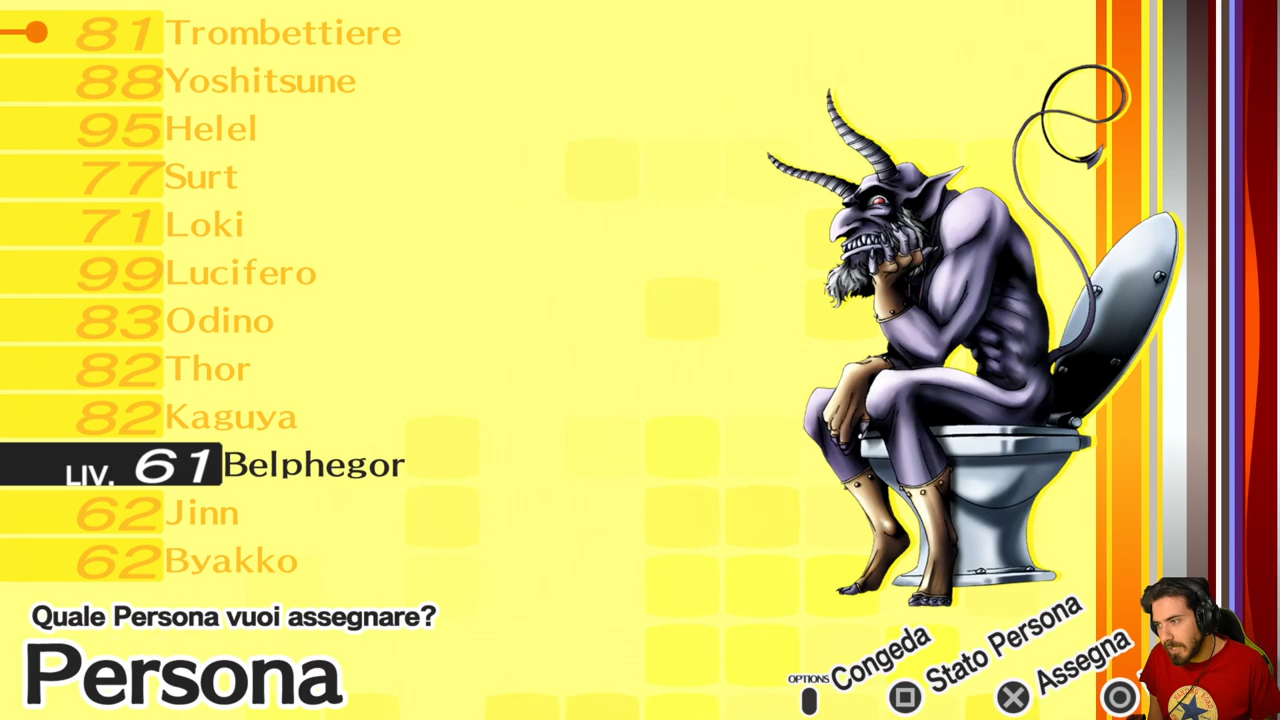 81 Trombettiere
88 Yoshitsune
95 Helel
77 Surt
71 Loki
99 Lucifero
83 Odino
82 Thor
82 Kaguya
LIV. 61 Belphegor
62 Jinn
62 Byakko
Quale Persona vuoi assegnare?
Persona
OPTIONS Congeda
Stato Persona
Assegna